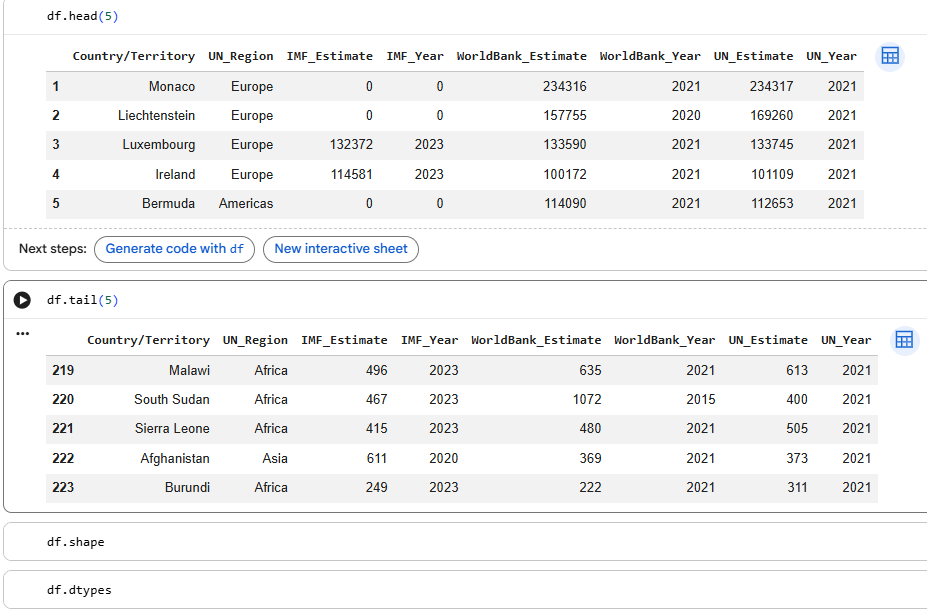 df.head(5)
Country/Territory UN_Region IMF_Estimate IMF_Year WorldBank_Estimate WorldBank_Year UN_Estimate UN_Year
1 Monaco Europe 0 0 234316 2021 234317 2021
2 Liechtenstein Europe 0 0 157755 2020 169260 2021
3 Luxembourg Europe 132372 2023 133590 2021 133745 2021
4 Ireland Europe 114581 2023 100172 2021 101109 2021
5 Bermuda Americas 0 0 114090 2021 112653 2021
Next steps: Generate code with df New interactive sheet
df.tail(5)
Country/Territory UN_Region IMF_Estimate IMF_Year WorldBank_Estimate WorldBank_Year UN_Estimate UN_Year
219 Malawi Africa 496 2023 635 2021 613 2021
220 South Sudan Africa 467 2023 1072 2015 400 2021
221 Sierra Leone Africa 415 2023 480 2021 505 2021
222 Afghanistan Asia 611 2020 369 2021 373 2021
223 Burundi Africa 249 2023 222 2021 311 2021
df.shape
df.dtypes